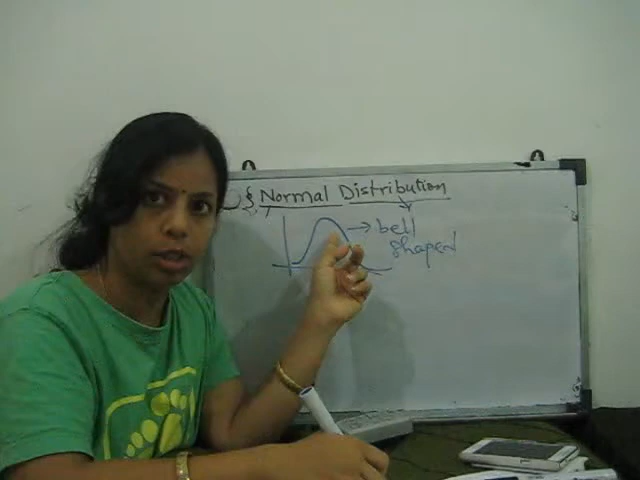 Normal Distribution
→ bell
shaped